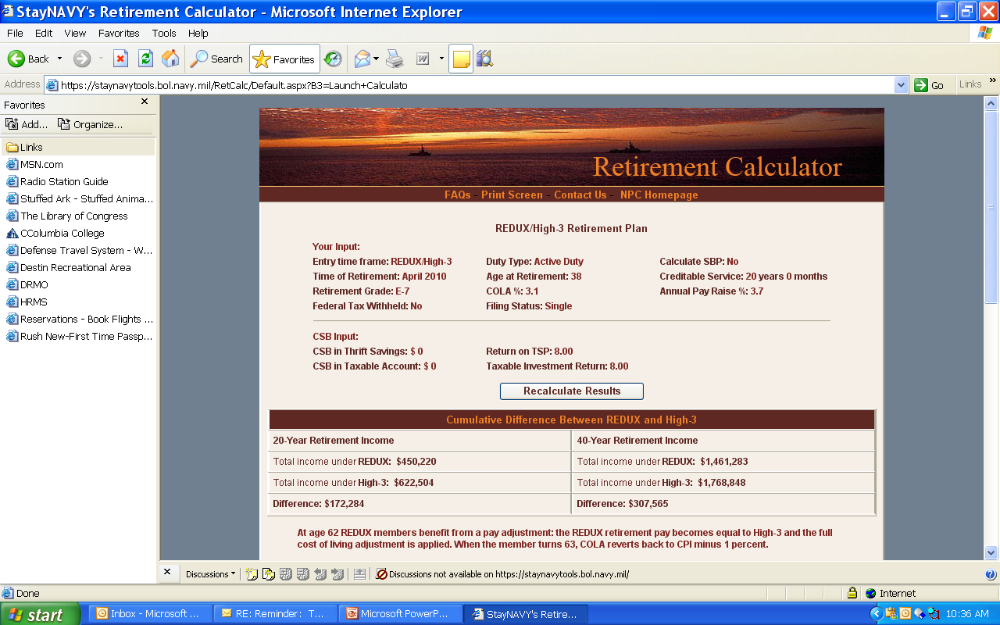 StayNAVY's Retirement Calculator - Microsoft Internet Explorer
File Edit View Favorites Tools Help
Back Search Favorites
Address https://staynavytools.bol.navy.mil/RetCalc/Default.aspx?B3=Launch+Calculato Go Links »
Favorites
Add... Organize...
Links
MSN.com
Radio Station Guide
Stuffed Ark - Stuffed Anima...
The Library of Congress
CColumbia College
Defense Travel System - W...
Destin Recreational Area
DRMO
HRMS
Reservations - Book Flights ...
Rush New-First Time Passp...
Retirement Calculator
FAQs - Print Screen - Contact Us - NPC Homepage
REDUX/High-3 Retirement Plan
Your Input:
Entry time frame: REDUX/High-3 Duty Type: Active Duty Calculate SBP: No
Time of Retirement: April 2010 Age at Retirement: 38 Creditable Service: 20 years 0 months
Retirement Grade: E-7 COLA %: 3.1 Annual Pay Raise %: 3.7
Federal Tax Withheld: No Filing Status: Single
CSB Input:
CSB in Thrift Savings: $ 0 Return on TSP: 8.00
CSB in Taxable Account: $ 0 Taxable Investment Return: 8.00
Recalculate Results
Cumulative Difference Between REDUX and High-3
20-Year Retirement Income 40-Year Retirement Income
Total income under REDUX: $450,220 Total income under REDUX: $1,461,283
Total income under High-3: $622,504 Total income under High-3: $1,768,848
Difference: $172,284 Difference: $307,565
At age 62 REDUX members benefit from a pay adjustment: the REDUX retirement pay becomes equal to High-3 and the full
cost of living adjustment is applied. When the member turns 63, COLA reverts back to CPI minus 1 percent.
Discussions Discussions not available on https://staynavytools.bol.navy.mil/
Done Internet
start Inbox - Microsoft ... RE: Reminder: T... Microsoft PowerP... StayNAVY's Retire... 10:36 AM